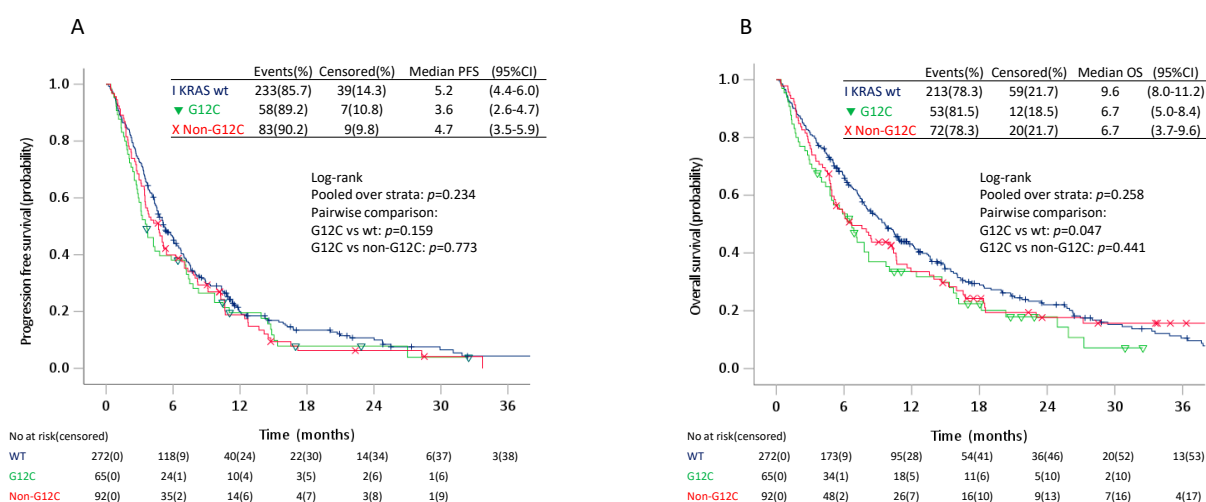 A
Events(%) Censored(%) Median PFS (95%CI)
I KRAS wt 233(85.7) 39(14.3) 5.2 (4.4-6.0)
▼ G12C 58(89.2) 7(10.8) 3.6 (2.6-4.7)
X Non-G12C 83(90.2) 9(9.8) 4.7 (3.5-5.9)
Log-rank
Pooled over strata: p=0.234
Pairwise comparison:
G12C vs wt: p=0.159
G12C vs non-G12C: p=0.773
Progression free survival (probability)
1.0
0.8
0.6
0.4
0.2
0.0
0 6 12 18 24 30 36
Time (months)
No at risk(censored)
WT 272(0) 118(9) 40(24) 22(30) 14(34) 6(37) 3(38)
G12C 65(0) 24(1) 10(4) 3(5) 2(6) 1(6)
Non-G12C 92(0) 35(2) 14(6) 4(7) 3(8) 1(9)
B
Events(%) Censored(%) Median OS (95%CI)
I KRAS wt 213(78.3) 59(21.7) 9.6 (8.0-11.2)
▼ G12C 53(81.5) 12(18.5) 6.7 (5.0-8.4)
X Non-G12C 72(78.3) 20(21.7) 6.7 (3.7-9.6)
Log-rank
Pooled over strata: p=0.258
Pairwise comparison:
G12C vs wt: p=0.047
G12C vs non-G12C: p=0.441
Overall survival (probability)
1.0
0.8
0.6
0.4
0.2
0.0
0 6 12 18 24 30 36
Time (months)
No at risk(censored)
WT 272(0) 173(9) 95(28) 54(41) 36(46) 20(52) 13(53)
G12C 65(0) 34(1) 18(5) 11(6) 5(10) 2(10)
Non-G12C 92(0) 48(2) 26(7) 16(10) 9(13) 7(16) 4(17)